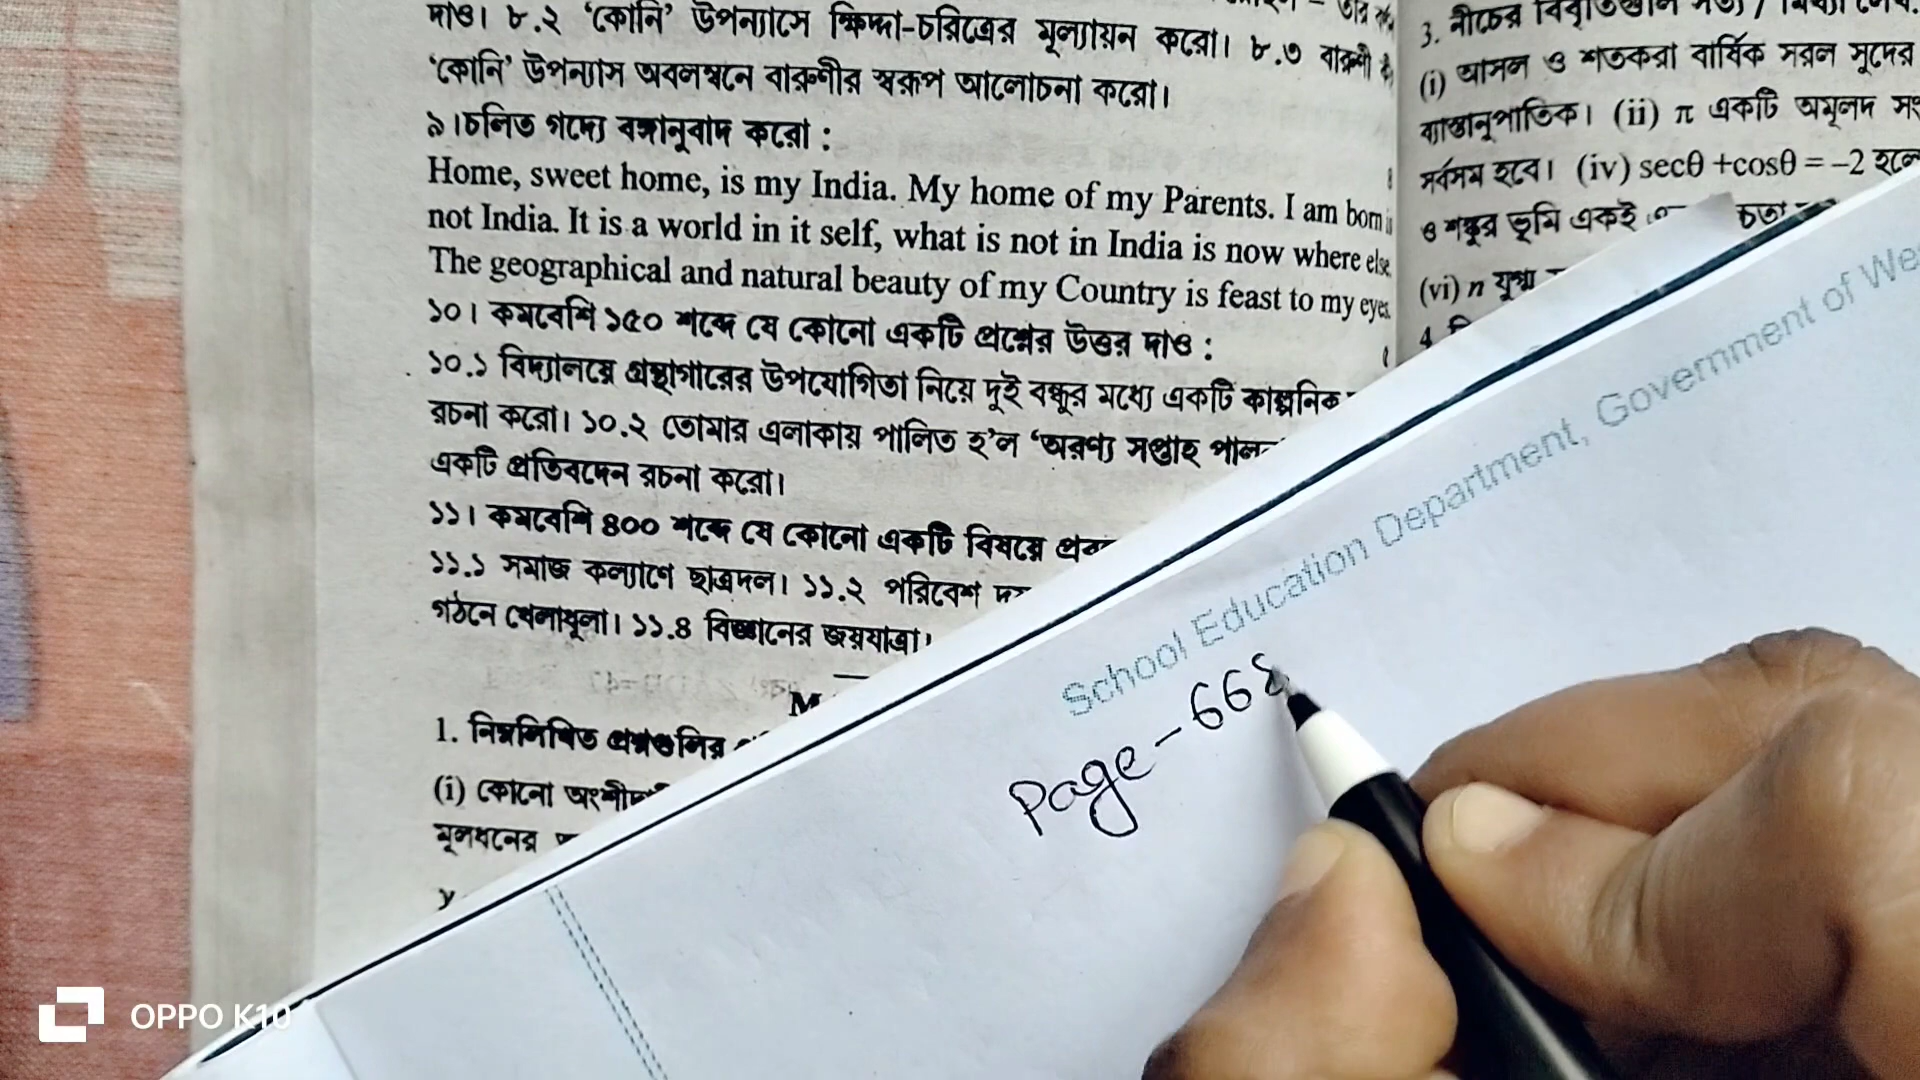 দাও। ৮.২ ‘কোনি’ উপন্যাসে ক্ষিদ্দা-চরিত্রের মূল্যায়ন করো। ৮.৩ বারুণী
‘কোনি’ উপন্যাস অবলম্বনে বারুণীর স্বরূপ আলোচনা করো।
৯।চলিত গদ্যে বঙ্গানুবাদ করো :
Home, sweet home, is my India. My home of my Parents. I am born
not India. It is a world in it self, what is not in India is now where else.
The geographical and natural beauty of my Country is feast to my eyes.
১০। কমবেশি ১৫০ শব্দে যে কোনো একটি প্রশ্নের উত্তর দাও :
১০.১ বিদ্যালয়ে গ্রন্থাগারের উপযোগিতা নিয়ে দুই বন্ধুর মধ্যে একটি কাল্পনিক
রচনা করো। ১০.২ তোমার এলাকায় পালিত হ’ল ‘অরণ্য সপ্তাহ
একটি প্রতিবদেন রচনা করো।
১১। কমবেশি ৪০০ শব্দে যে কোনো একটি বিষয়ে
১১.১ সমাজ কল্যাণে ছাত্রদল। ১১.২ পরিবেশ
গঠনে খেলাধূলা। ১১.৪ বিজ্ঞানের জয়যাত্রা।
M
1. নিম্নলিখিত প্রশ্নগুলির
(i) কোনো
মূলধনের
y
3. নীচের বিবৃতিগুলি সত্য /
(i) আসল ও শতকরা বার্ষিক সরল সুদের
ব্যাস্তানুপাতিক। (ii) π একটি অমূলদ
সর্বসম হবে। (iv) secθ +cosθ = –2 হলে
ও শঙ্কুর ভূমি একই
(vi) n যুগ্ম
4.
School Education Department, Government of We
Page - 668
OPPO K10